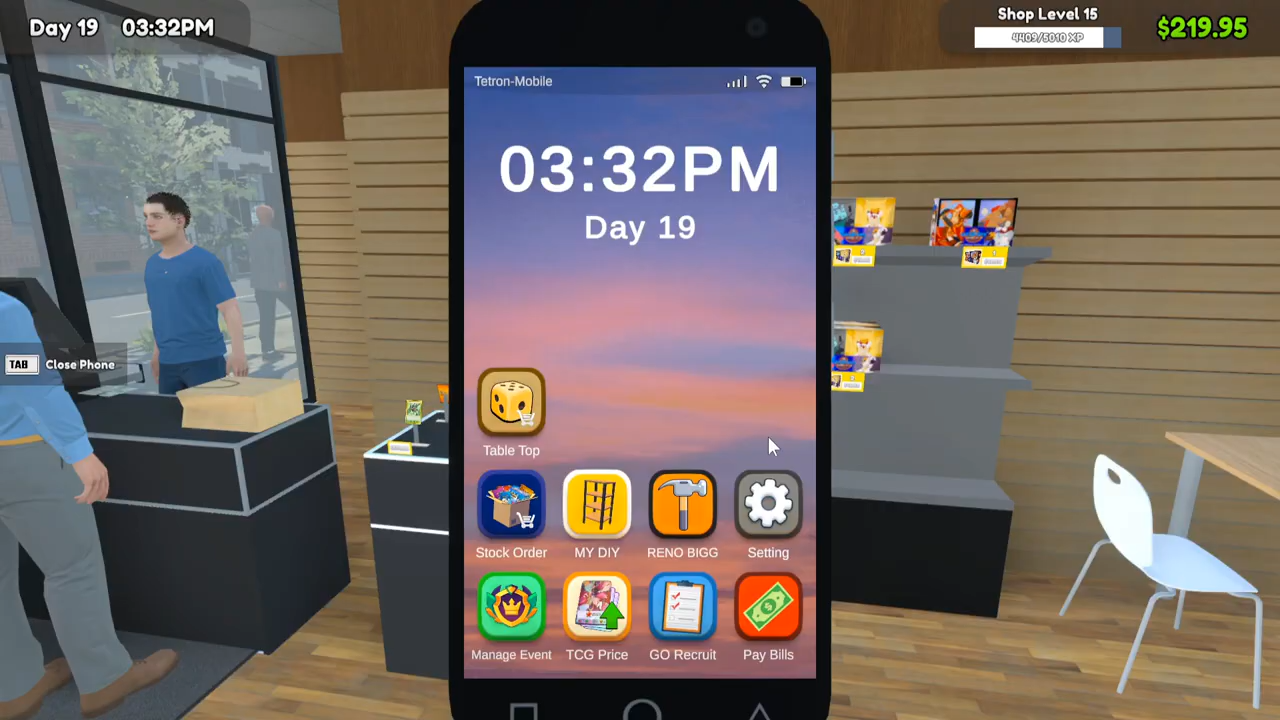 Day 19 03:32PM
Shop Level 15
4409/5010 XP
$219.95
Tetron-Mobile
03:32PM
Day 19
TAB Close Phone
Table Top
Stock Order MY DIY RENO BIGG Setting
Manage Event TCG Price GO Recruit Pay Bills